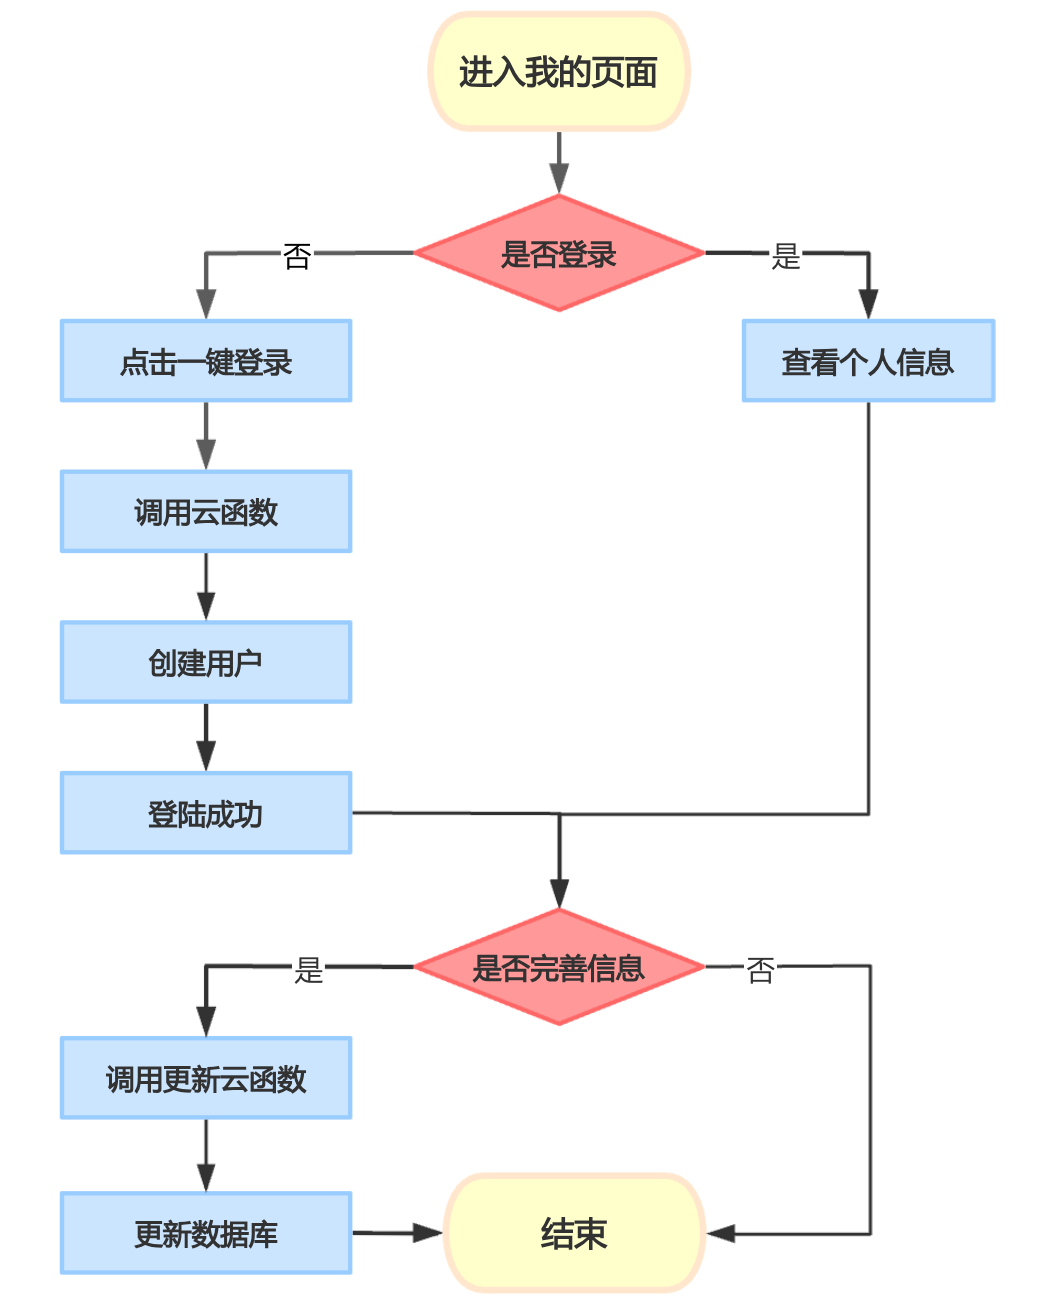 进入我的页面
是否登录
否
是
点击一键登录
查看个人信息
调用云函数
创建用户
登陆成功
是否完善信息
是
否
调用更新云函数
更新数据库
结束